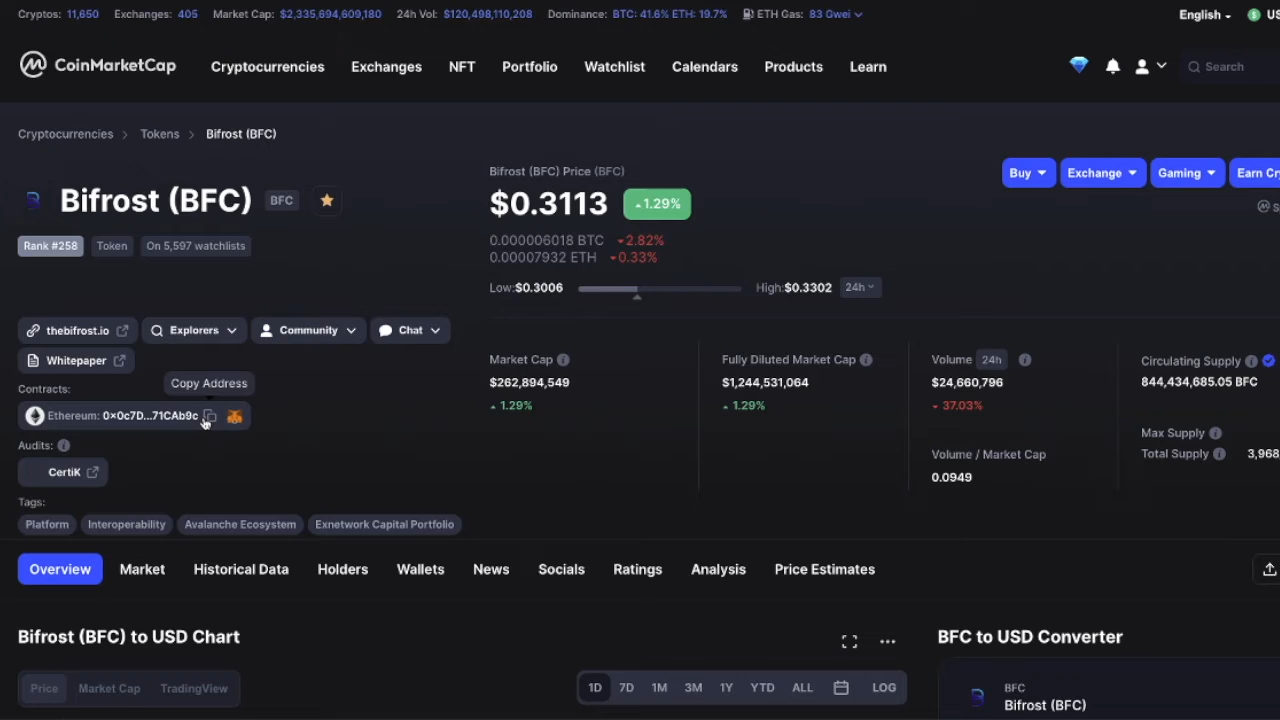 Cryptos: 11,650 Exchanges: 405 Market Cap: $2,335,694,609,180 24h Vol: $120,498,110,208 Dominance: BTC: 41.6% ETH: 19.7% ETH Gas: 83 Gwei English
CoinMarketCap Cryptocurrencies Exchanges NFT Portfolio Watchlist Calendars Products Learn Search
Cryptocurrencies Tokens Bifrost (BFC)
Bifrost (BFC) Price (BFC)
Buy Exchange Gaming Earn
Bifrost (BFC) BFC
$0.3113 1.29%
Rank #258 Token On 5,597 watchlists
0.000006018 BTC 2.82%
0.00007932 ETH 0.33%
Low:$0.3006 High:$0.3302 24h
thebifrost.io Explorers Community Chat
Whitepaper
Copy Address
Contracts:
Ethereum: 0x0c7D...71CAb9c
Audits:
CertiK
Tags:
Platform Interoperability Avalanche Ecosystem Exnetwork Capital Portfolio
Market Cap
$262,894,549
1.29%
Fully Diluted Market Cap
$1,244,531,064
1.29%
Volume 24h
$24,660,796
37.03%
Volume / Market Cap
0.0949
Circulating Supply
844,434,685.05 BFC
Max Supply
Total Supply 3,968
Overview Market Historical Data Holders Wallets News Socials Ratings Analysis Price Estimates
Bifrost (BFC) to USD Chart
Price Market Cap TradingView
1D 7D 1M 3M 1Y YTD ALL LOG
BFC to USD Converter
BFC
Bifrost (BFC)